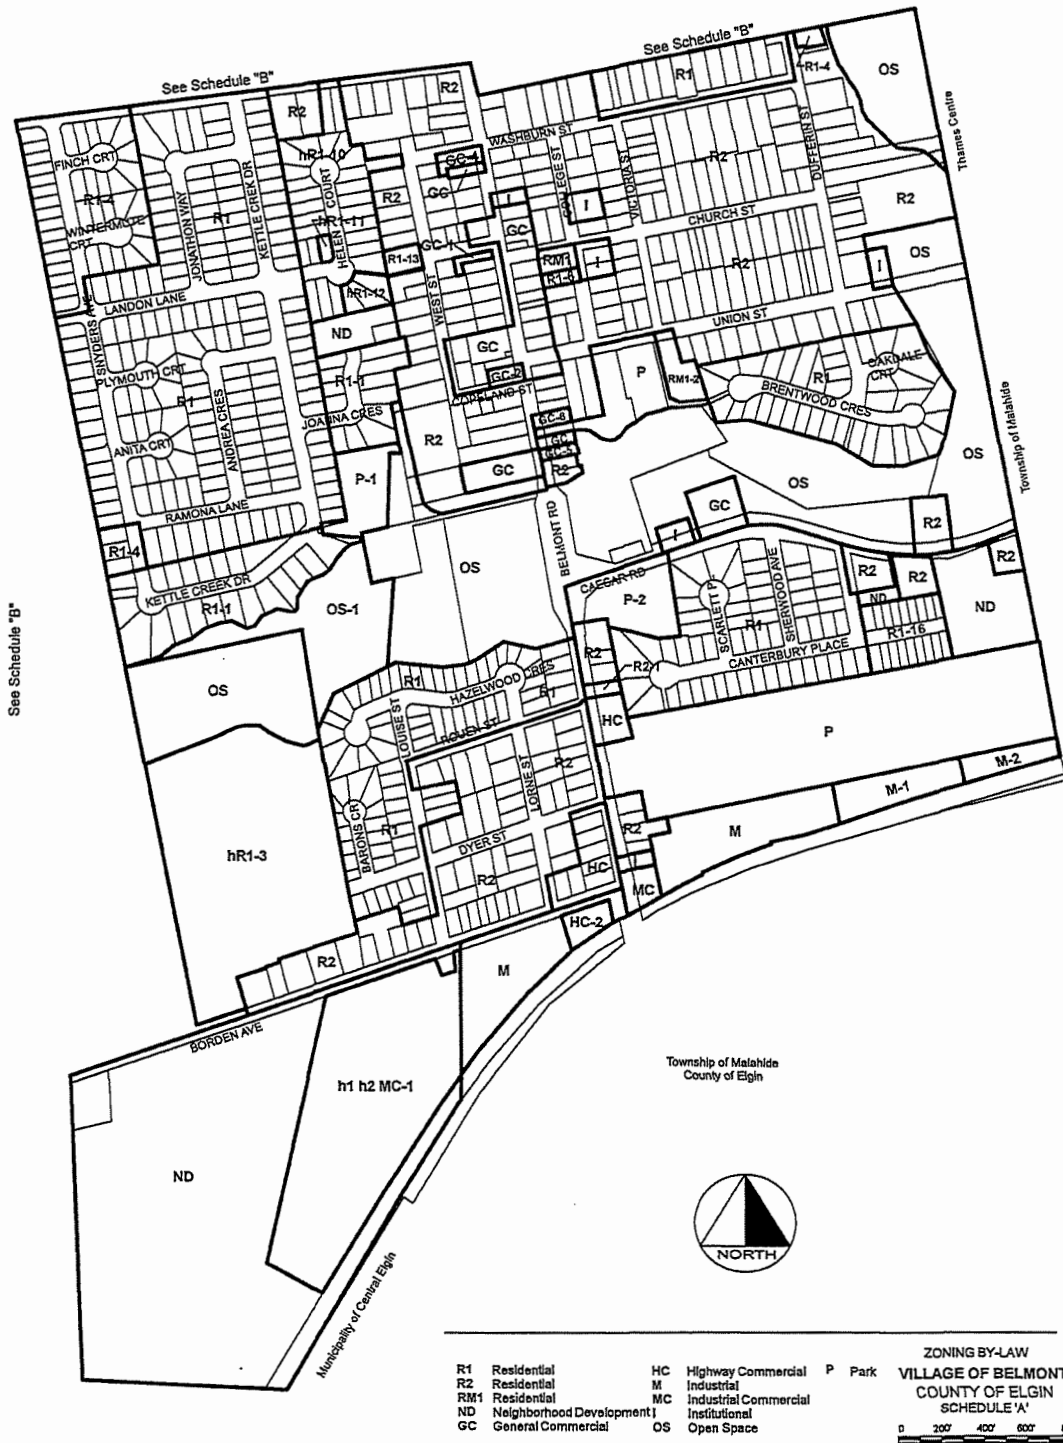 See Schedule "B"
See Schedule "B"
R1
R1-4
OS
R2
R2
WASHBURN ST
DUFFERIN ST
Thames Centre
FINCH CRT
hR1-10
GC-4
COLLEGE ST
VICTORIA ST
R2
R1-4
JONATHON WAY
R1
KETTLE CREK DR
COURT
R2
GC
I
I
CHURCH ST
R2
WINTERMUTE
CRT
hR1-11
GC
HEEN
GC-1
R1-13
RM1
I
R2
I
OS
R1-6
hR1-12
SNYDERS AVE
LANDON LANE
WEST ST
UNION ST
ND
GC
PLYMOUTH CRT
R1
R1-1
GC-2
P
RM1-2
R1
OAKDALE
CRT
COPELAND ST
BRENTWOOD CRES
ANDREA CRES
JOANNA CRES
GC-6
ANITA CRT
R2
GC
GC-5
OS
Township of Malahide
P-1
GC
R2
OS
RAMONA LANE
GC
BELMONT RD
R1-4
I
R2
R2
OS
CAESAR RD
R2
R2
KETTLE CREEK DR
R1-1
OS-1
P-2
SCARLETT P
SHERWOOD AVE
ND
ND
See Schedule "B"
R1
R1-16
R2
CANTERBURY PLACE
R1
HAZELWOOD CRES
R2-1
OS
R1
LOUISE ST
ROUEN ST
HC
P
LORNE ST
R2
M-2
M-1
BARONS CR
R1
R2
M
DYER ST
hR1-3
R2
HC
I
MC
HC-2
R2
M
BORDEN AVE
Township of Malahide
County of Elgin
h1 h2 MC-1
ND
NORTH
Municipality of Central Elgin
R1 Residential HC Highway Commercial P Park
R2 Residential M Industrial
RM1 Residential MC Industrial Commercial
ND Neighborhood Development I Institutional
GC General Commercial OS Open Space
ZONING BY-LAW
VILLAGE OF BELMONT
COUNTY OF ELGIN
SCHEDULE 'A'
0 200' 400' 600'